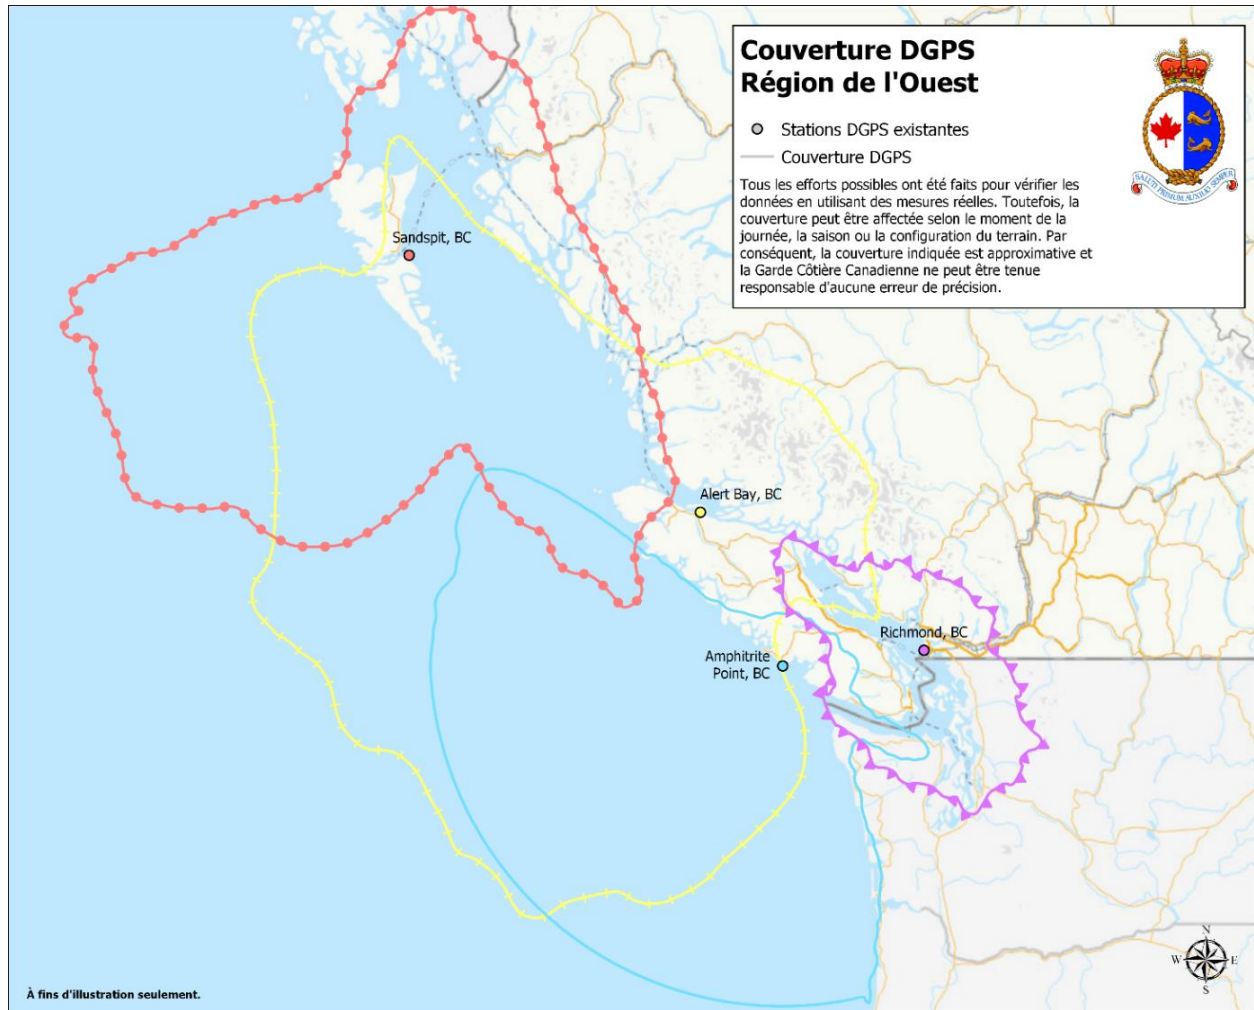 Couverture DGPS
Région de l'Ouest
Stations DGPS existantes
Couverture DGPS
Tous les efforts possibles ont été faits pour vérifier les
données en utilisant des mesures réelles. Toutefois, la
couverture peut être affectée selon le moment de la
journée, la saison ou la configuration du terrain. Par
conséquent, la couverture indiquée est approximative et
la Garde Côtière Canadienne ne peut être tenue
responsable d'aucune erreur de précision.
SALUTI PRIMUM AUXILIO SEMPER
Sandspit, BC
Alert Bay, BC
Richmond, BC
Amphitrite
Point, BC
N
W E
S
À fins d'illustration seulement.